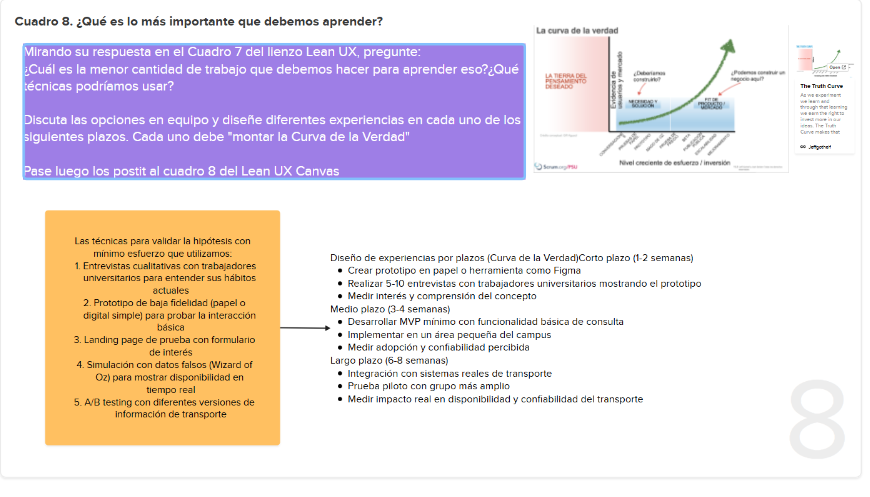 Cuadro 8. ¿Qué es lo más importante que debemos aprender?
Mirando su respuesta en el Cuadro 7 del lienzo Lean UX, pregunte:
¿Cuál es la menor cantidad de trabajo que debemos hacer para aprender eso?¿Qué
técnicas podríamos usar?
Discuta las opciones en equipo y diseñe diferentes experiencias en cada uno de los
siguientes plazos. Cada uno debe "montar la Curva de la Verdad"
Pase luego los postit al cuadro 8 del Lean UX Canvas
La curva de la verdad
LA TIERRA DEL
PENSAMIENTO
DESEADO
Evidencia de
usuarios y mercado
¿Deberíamos
construirlo?
¿Podemos construir un
negocio aquí?
NECESIDAD Y
FIT DE
PRODUCTO /
MERCADO
Nivel creciente de esfuerzo / inversión
Scrum.org/PSU
Open
The Truth Curve
As we experiment
we learn and
through that learning
we earn the right to
invest more in our
ideas. The Truth
Curve makes that
Jeffgothelf
Las técnicas para validar la hipótesis con
mínimo esfuerzo que utilizamos:
1. Entrevistas cualitativas con trabajadores
universitarios para entender sus hábitos
actuales
2. Prototipo de baja fidelidad (papel o
digital simple) para probar la interacción
básica
3. Landing page de prueba con formulario
de interés
4. Simulación con datos falsos (Wizard of
Oz) para mostrar disponibilidad en
tiempo real
5. A/B testing con diferentes versiones de
información de transporte
Diseño de experiencias por plazos (Curva de la Verdad)Corto plazo (1-2 semanas)
• Crear prototipo en papel o herramienta como Figma
• Realizar 5-10 entrevistas con trabajadores universitarios mostrando el prototipo
• Medir interés y comprensión del concepto
Medio plazo (3-4 semanas)
• Desarrollar MVP mínimo con funcionalidad básica de consulta
• Implementar en un área pequeña del campus
• Medir adopción y confiabilidad percibida
Largo plazo (6-8 semanas)
• Integración con sistemas reales de transporte
• Prueba piloto con grupo más amplio
• Medir impacto real en disponibilidad y confiabilidad del transporte
8